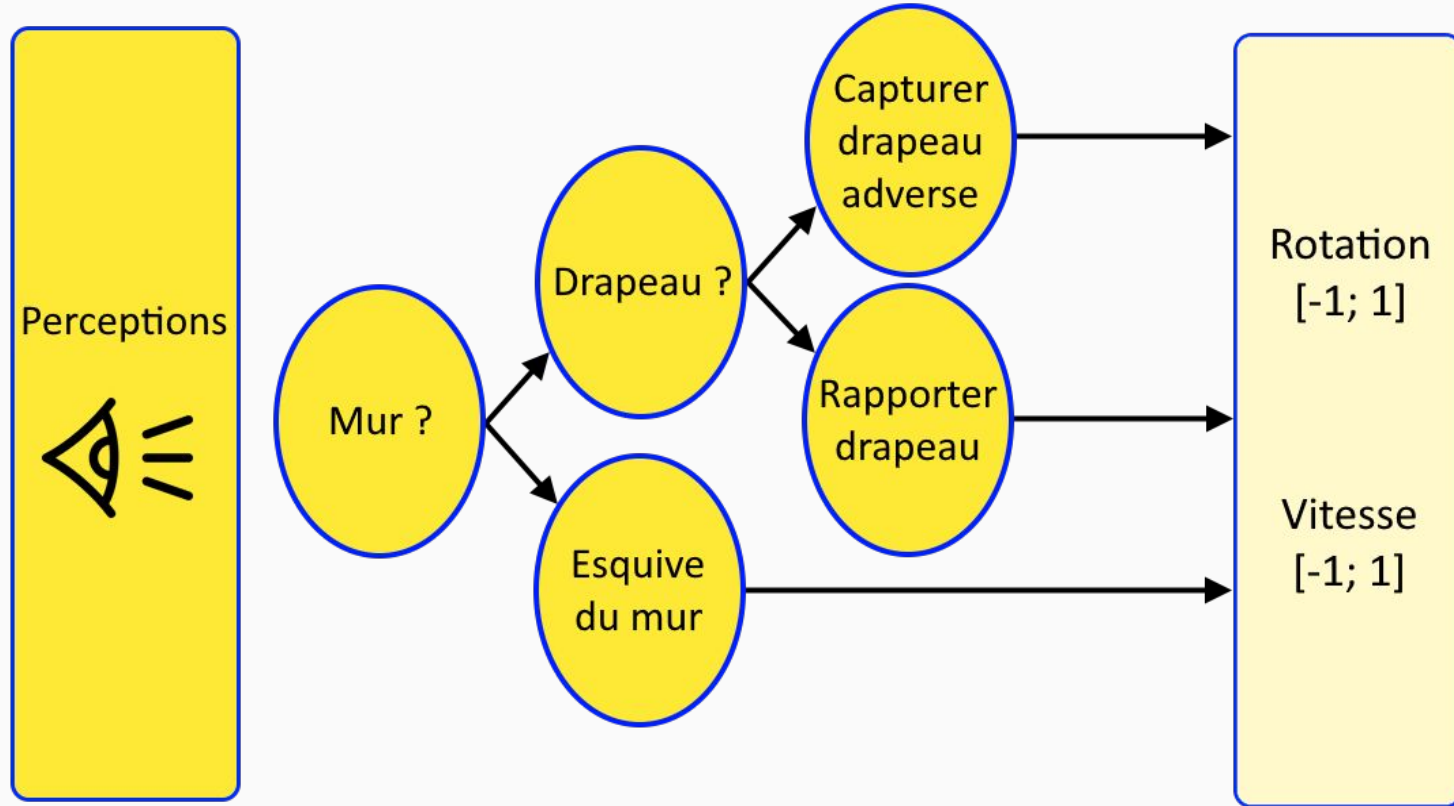 Perceptions
Mur ?
Drapeau ?
Esquive
du mur
Capturer
drapeau
adverse
Rapporter
drapeau
Rotation
[-1; 1]
Vitesse
[-1; 1]